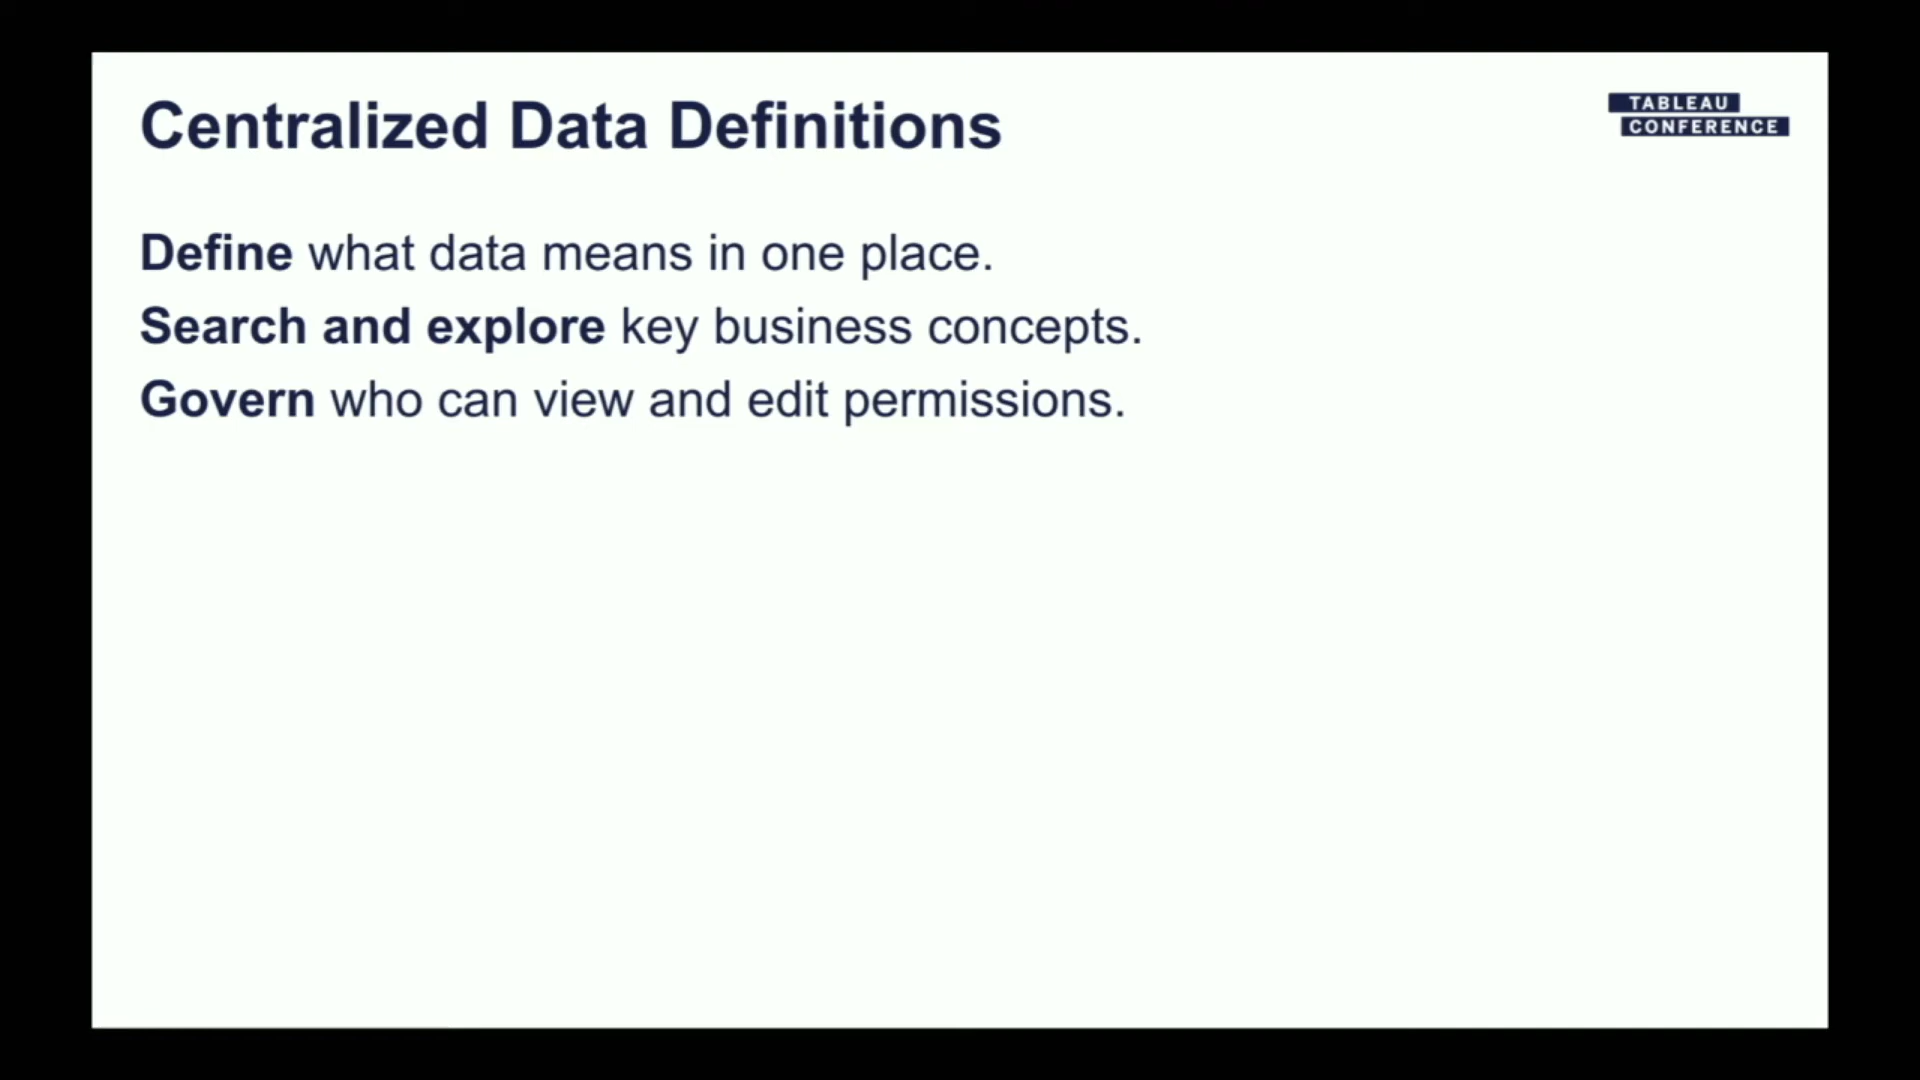 Centralized Data Definitions
TABLEAU
CONFERENCE
Define what data means in one place.
Search and explore key business concepts.
Govern who can view and edit permissions.